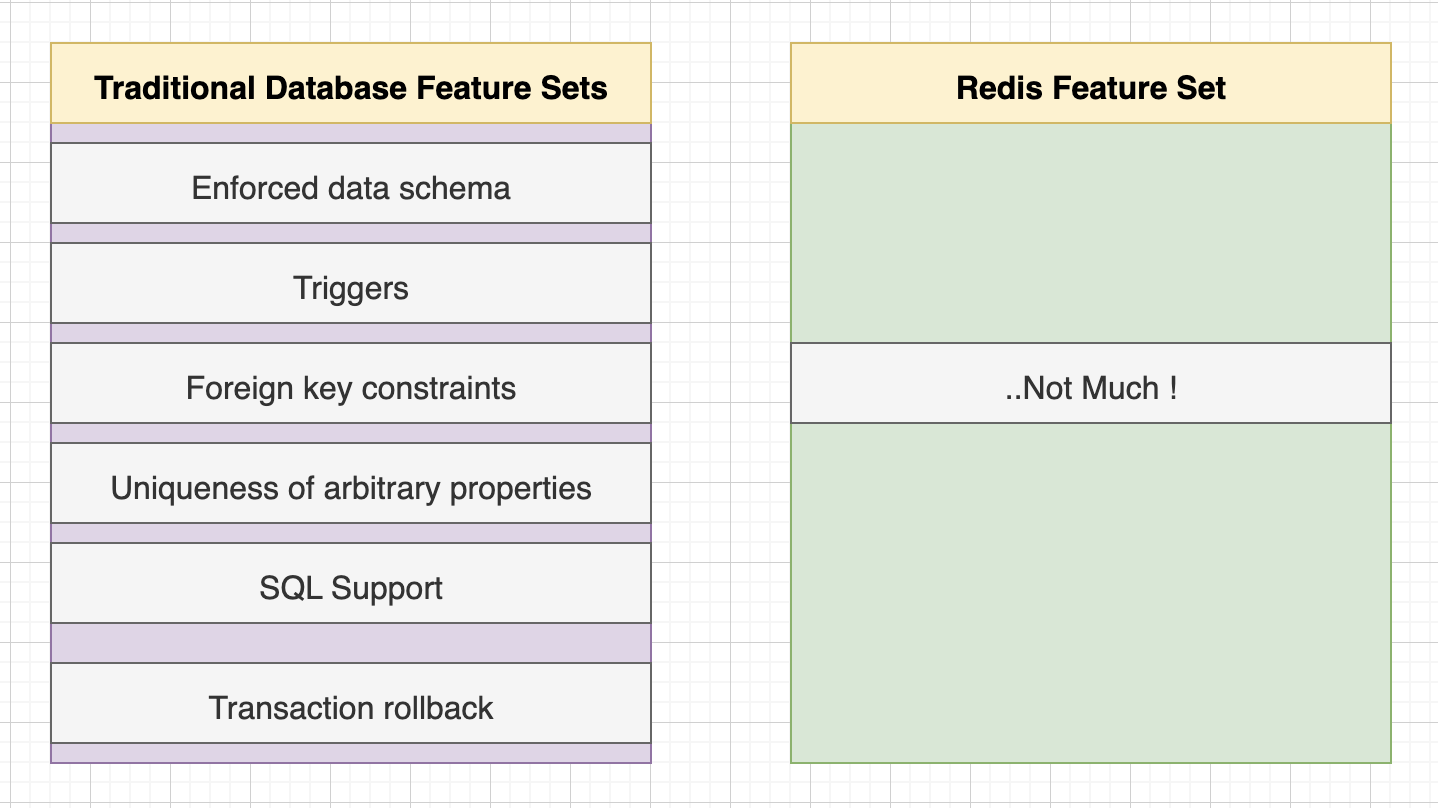 Traditional Database Feature Sets
Enforced data schema
Triggers
Foreign key constraints
Uniqueness of arbitrary properties
SQL Support
Transaction rollback
Redis Feature Set
..Not Much !